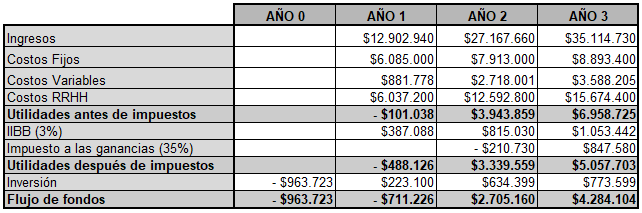 AÑO 0 AÑO 1 AÑO 2 AÑO 3
Ingresos $12.902.940 $27.167.660 $35.114.730
Costos Fijos $6.085.000 $7.913.000 $8.893.400
Costos Variables $881.778 $2.718.001 $3.588.205
Costos RRHH $6.037.200 $12.592.800 $15.674.400
Utilidades antes de impuestos - $101.038 $3.943.859 $6.958.725
IIBB (3%) $387.088 $815.030 $1.053.442
Impuesto a las ganancias (35%) - $210.730 $847.580
Utilidades después de impuestos - $488.126 $3.339.559 $5.057.703
Inversión - $963.723 $223.100 $634.399 $773.599
Flujo de fondos - $963.723 - $711.226 $2.705.160 $4.284.104